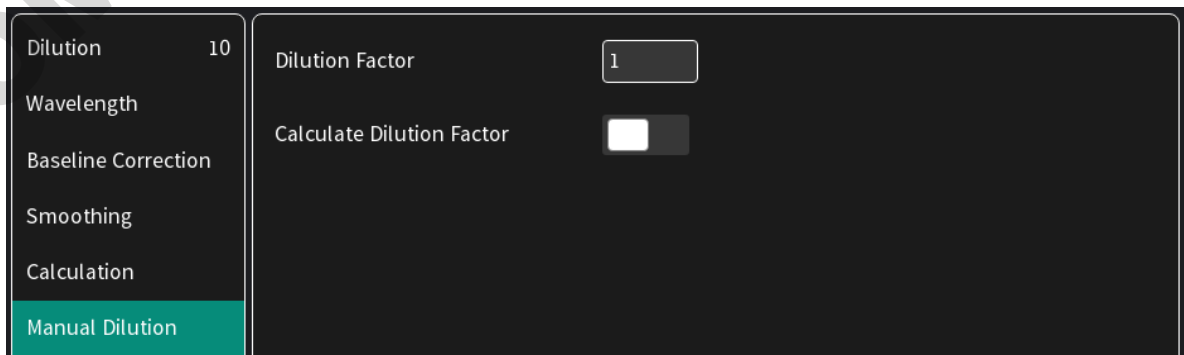 Dilution 10
Wavelength
Baseline Correction
Smoothing
Calculation
Manual Dilution
Dilution Factor 1
Calculate Dilution Factor